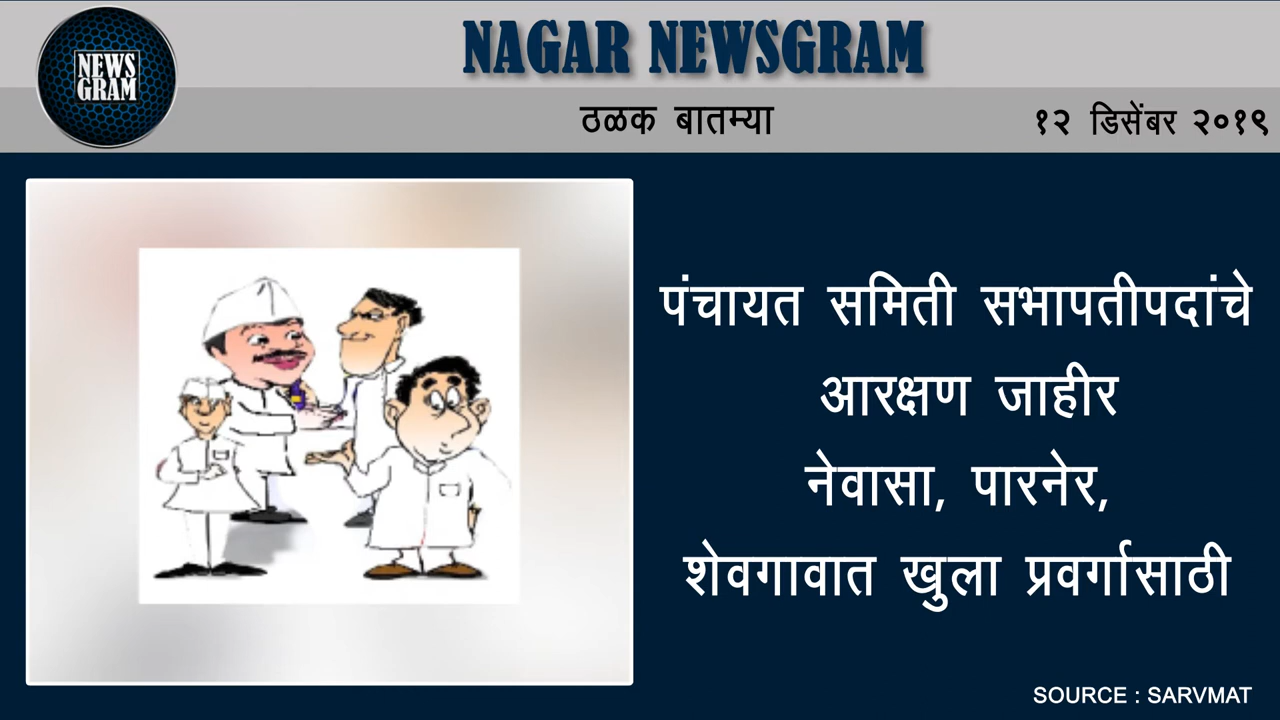 NEWS
GRAM
NAGAR NEWSGRAM
ठळक बातम्या
१२ डिसेंबर २०१९
पंचायत समिती सभापतीपदांचे
आरक्षण जाहीर
नेवासा, पारनेर,
शेवगावात खुला प्रवर्गासाठी
SOURCE : SARVMAT